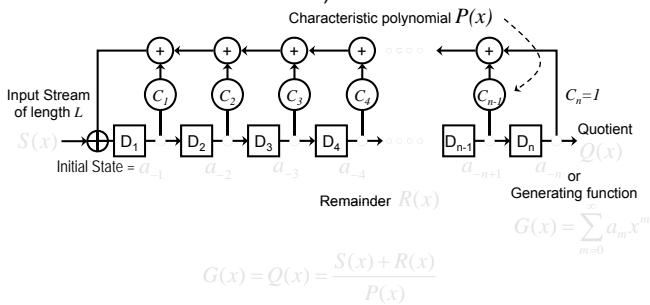 Characteristic polynomial P(x)
+ + + + +
Input Stream
of length L
C₁ C₂ C₃ C₄ Cₙ₋₁ Cₙ=1
S(x) D₁ D₂ D₃ D₄ Dₙ₋₁ Dₙ Quotient
Q(x)
Initial State = a₋₁ a₋₂ a₋₃ a₋₄ a₋ₙ₊₁ a₋ₙ
or
Generating function
Remainder R(x)
G(x) = ∑_{m=0}^{∞} aₘxᵐ
G(x) = Q(x) = (S(x) + R(x)) / P(x)